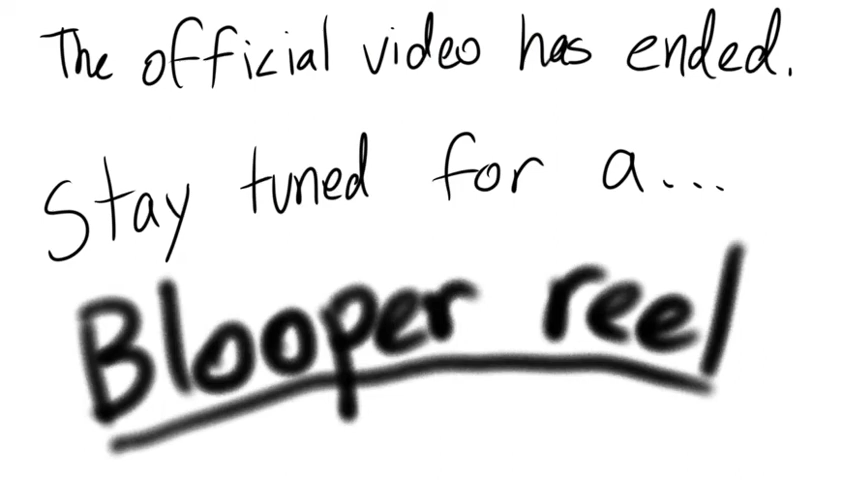 The official video has ended.
Stay tuned for a...
Blooper reel